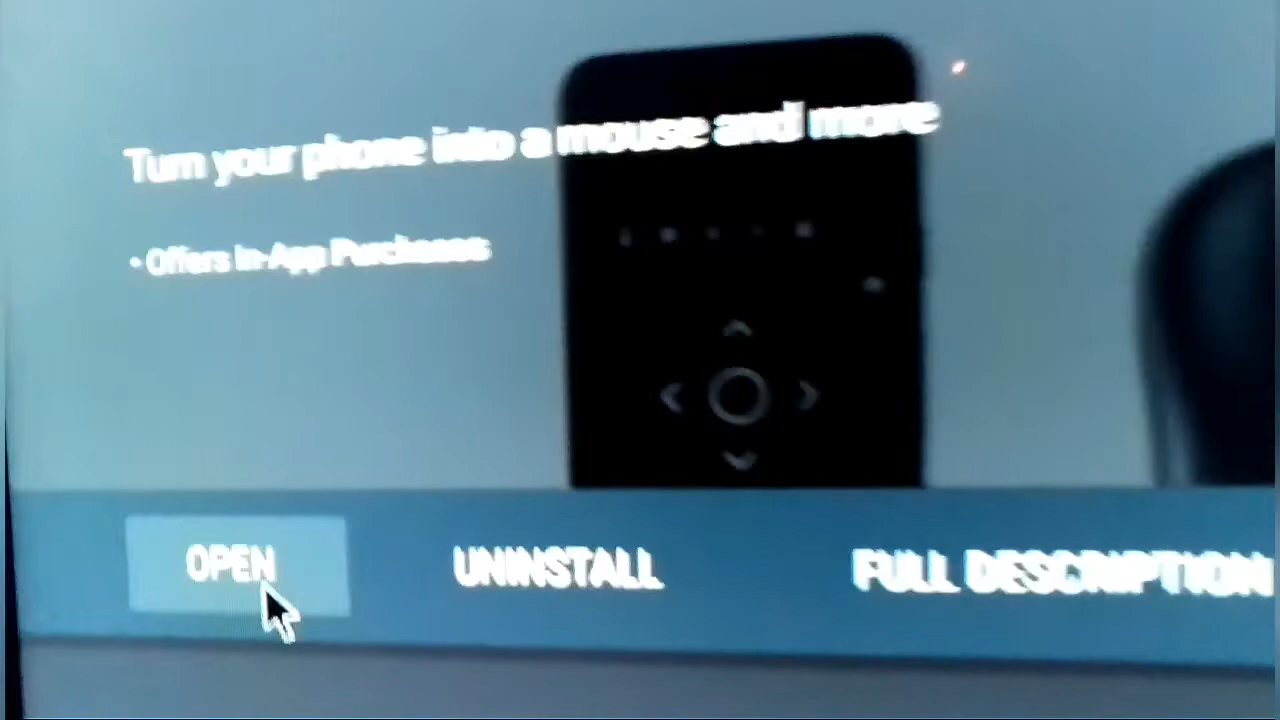 Turn your phone into a mouse and more
• Offers In-App Purchases
OPEN
UNINSTALL
FULL DESCRIPTION